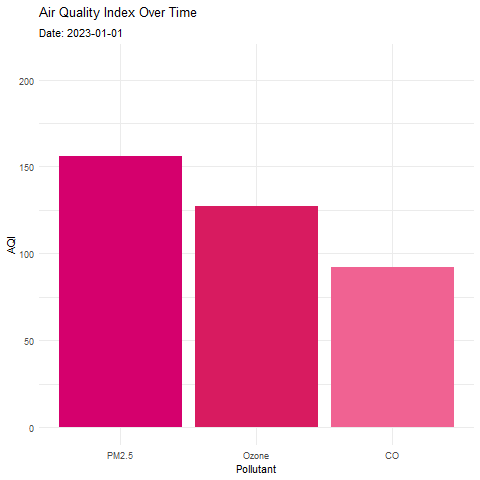 Air Quality Index Over Time
Date: 2023-01-01
200
150
100
50
0
AQI
PM2.5 Ozone CO
Pollutant